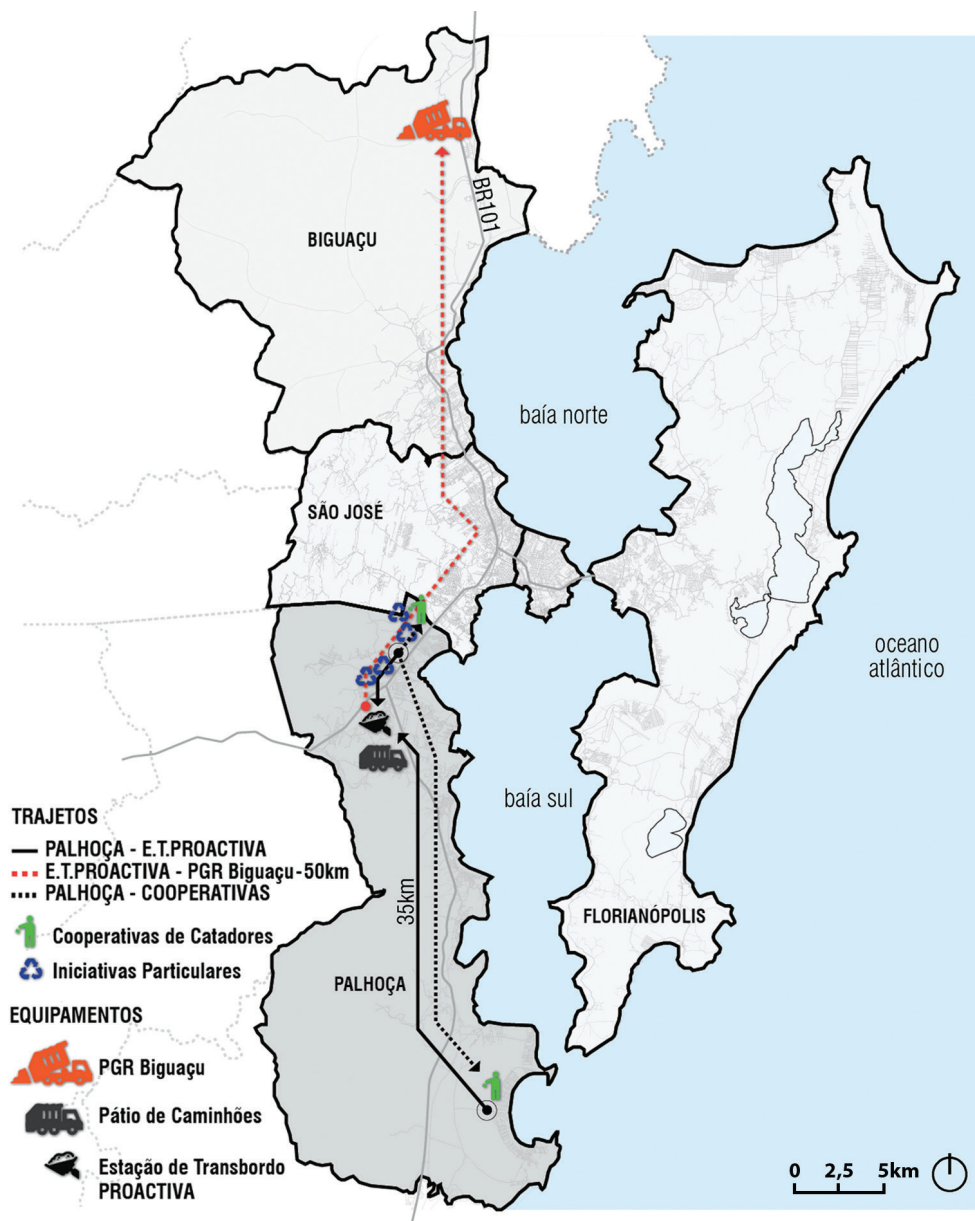 BR101
BIGUAÇU
baía norte
SÃO JOSÉ
oceano
atlântico
baía sul
TRAJETOS
PALHOÇA - E.T.PROACTIVA
E.T.PROACTIVA - PGR Biguaçu-50km
PALHOÇA - COOPERATIVAS
35km
FLORIANÓPOLIS
Cooperativas de Catadores
Iniciativas Particulares
PALHOÇA
EQUIPAMENTOS
PGR Biguaçu
Pátio de Caminhões
Estação de Transbordo
PROACTIVA
0 2,5 5km